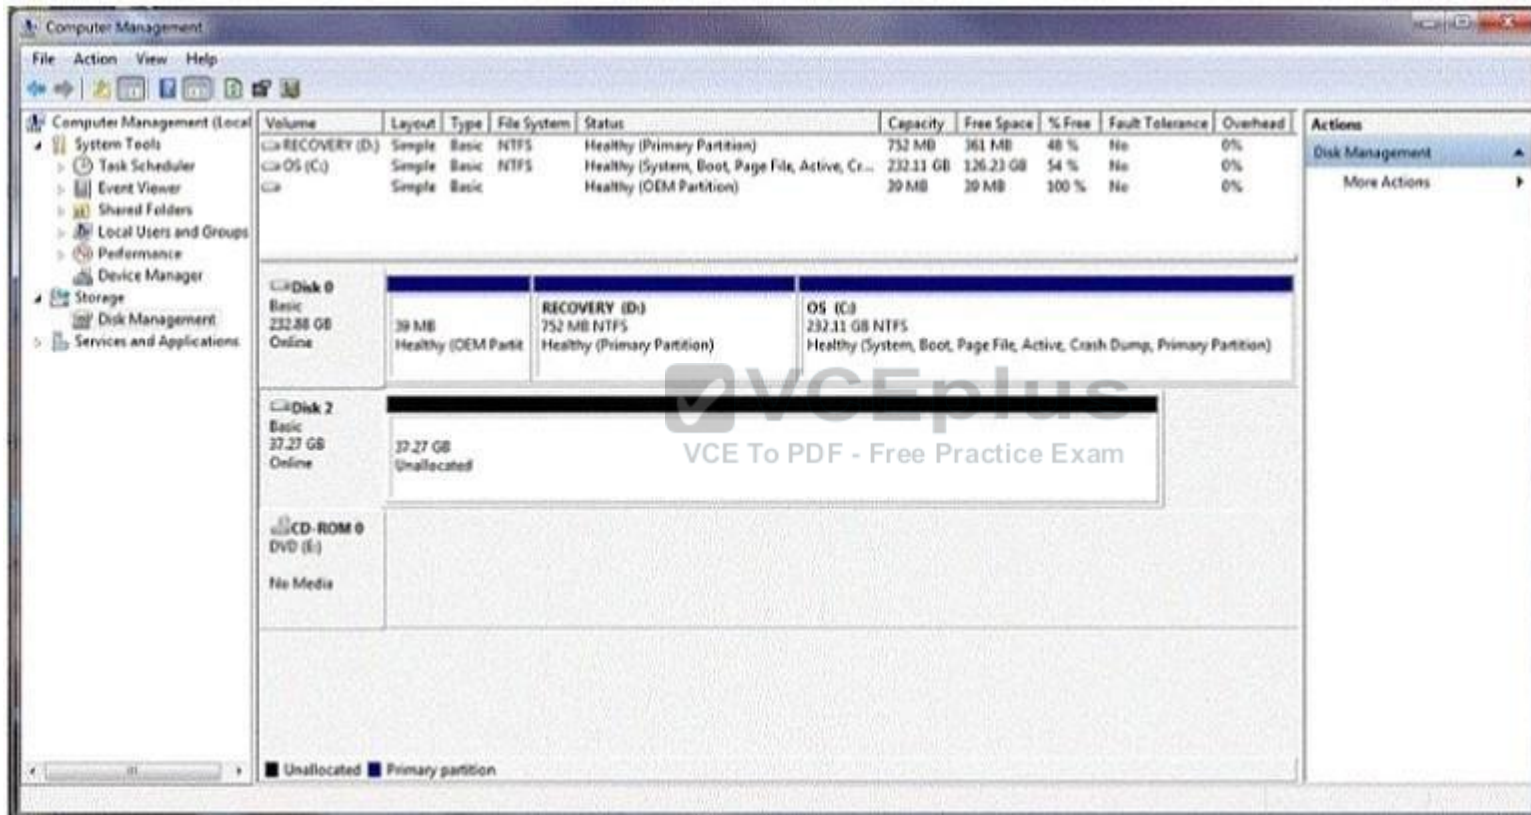 Computer Management
File Action View Help
Computer Management (Local
System Tools
Task Scheduler
Event Viewer
Shared Folders
Local Users and Groups
Performance
Device Manager
Storage
Disk Management
Services and Applications
Volume Layout Type File System Status Capacity Free Space % Free Fault Tolerance Overhead
RECOVERY (D:) Simple Basic NTFS Healthy (Primary Partition) 752 MB 361 MB 48 % No 0%
OS (C:) Simple Basic NTFS Healthy (System, Boot, Page File, Active, Cr... 232.11 GB 126.23 GB 54 % No 0%
Simple Basic Healthy (OEM Partition) 39 MB 39 MB 100 % No 0%
Disk 0
Basic
232.88 GB
Online
39 MB
Healthy (OEM Partit
RECOVERY (D:)
752 MB NTFS
Healthy (Primary Partition)
OS (C:)
232.11 GB NTFS
Healthy (System, Boot, Page File, Active, Crash Dump, Primary Partition)
Disk 2
Basic
37.27 GB
Online
37.27 GB
Unallocated
CD-ROM 0
DVD (E:)
No Media
Unallocated Primary partition
Actions
Disk Management
More Actions
VCEplus
VCE To PDF - Free Practice Exam